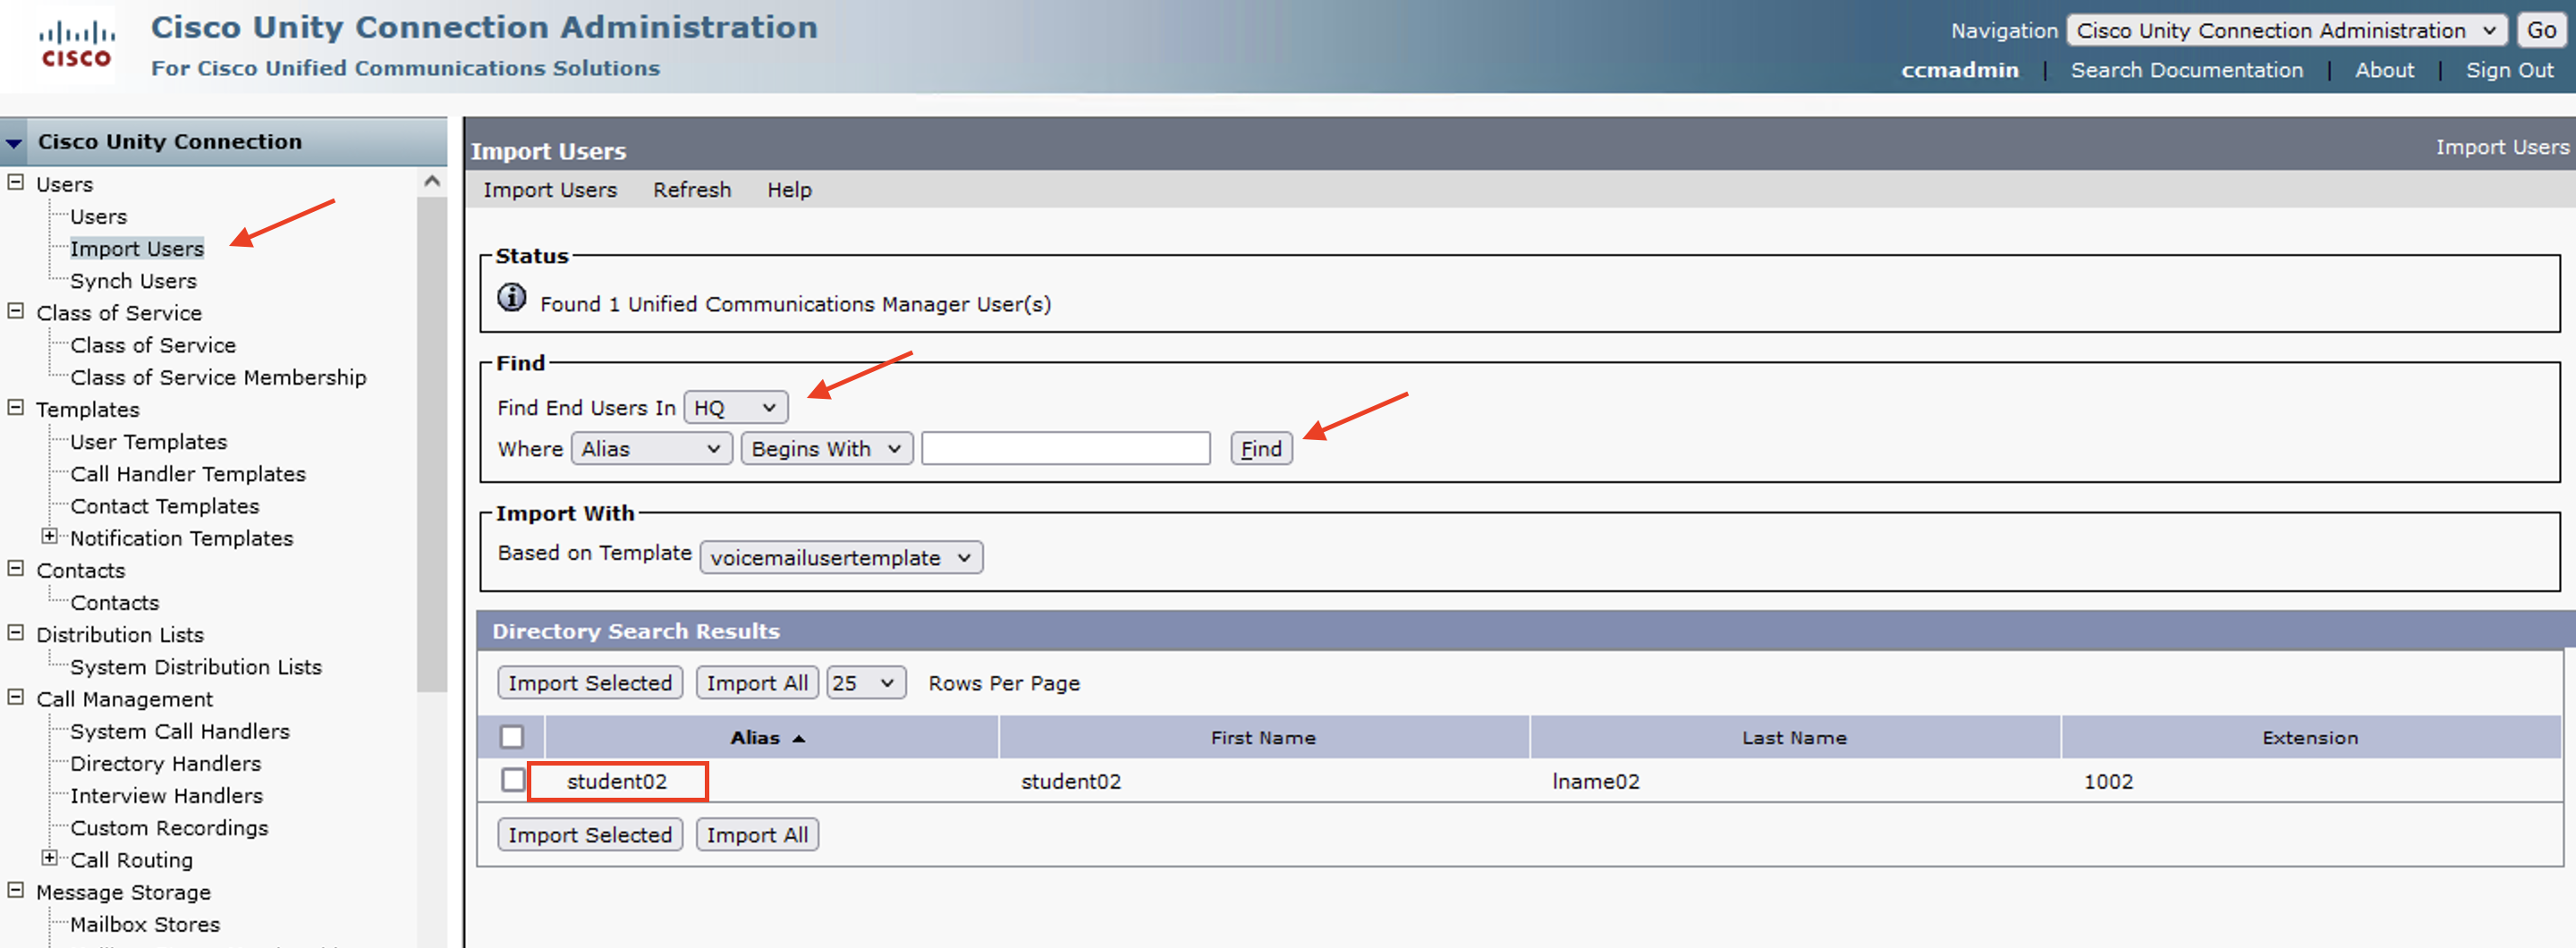 Cisco Unity Connection Administration
For Cisco Unified Communications Solutions
CISCO
Navigation Cisco Unity Connection Administration Go
ccmadmin | Search Documentation | About | Sign Out
Cisco Unity Connection
Users
Users
Import Users
Synch Users
Class of Service
Class of Service
Class of Service Membership
Templates
User Templates
Call Handler Templates
Contact Templates
Notification Templates
Contacts
Contacts
Distribution Lists
System Distribution Lists
Call Management
System Call Handlers
Directory Handlers
Interview Handlers
Custom Recordings
Call Routing
Message Storage
Mailbox Stores
Import Users Import Users
Import Users Refresh Help
Status
Found 1 Unified Communications Manager User(s)
Find
Find End Users In HQ
Where Alias Begins With Find
Import With
Based on Template voicemailusertemplate
Directory Search Results
Import Selected Import All 25 Rows Per Page
Alias First Name Last Name Extension
student02 student02 lname02 1002
Import Selected Import All